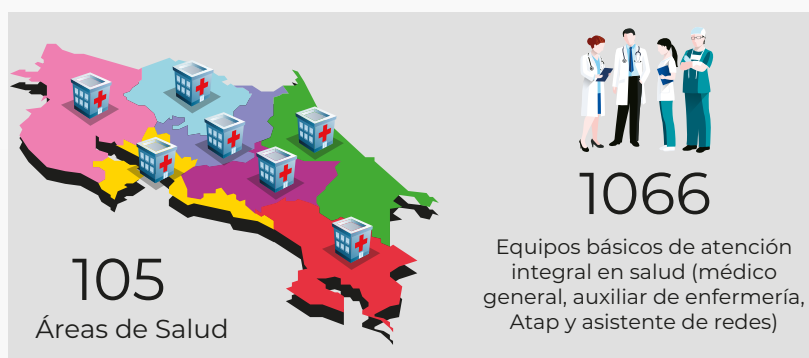 105
Áreas de Salud
1066
Equipos básicos de atención
integral en salud (médico
general, auxiliar de enfermería,
Atap y asistente de redes)